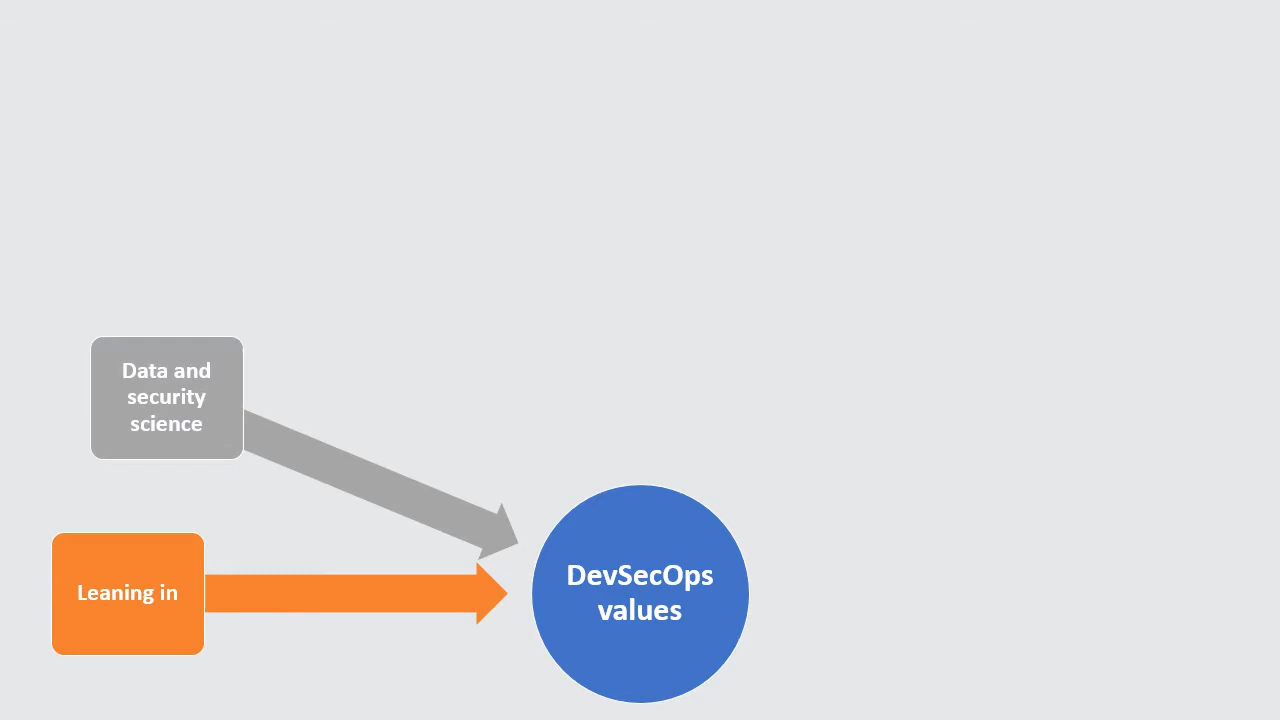 Data and
security
science
Leaning in
DevSecOps
values